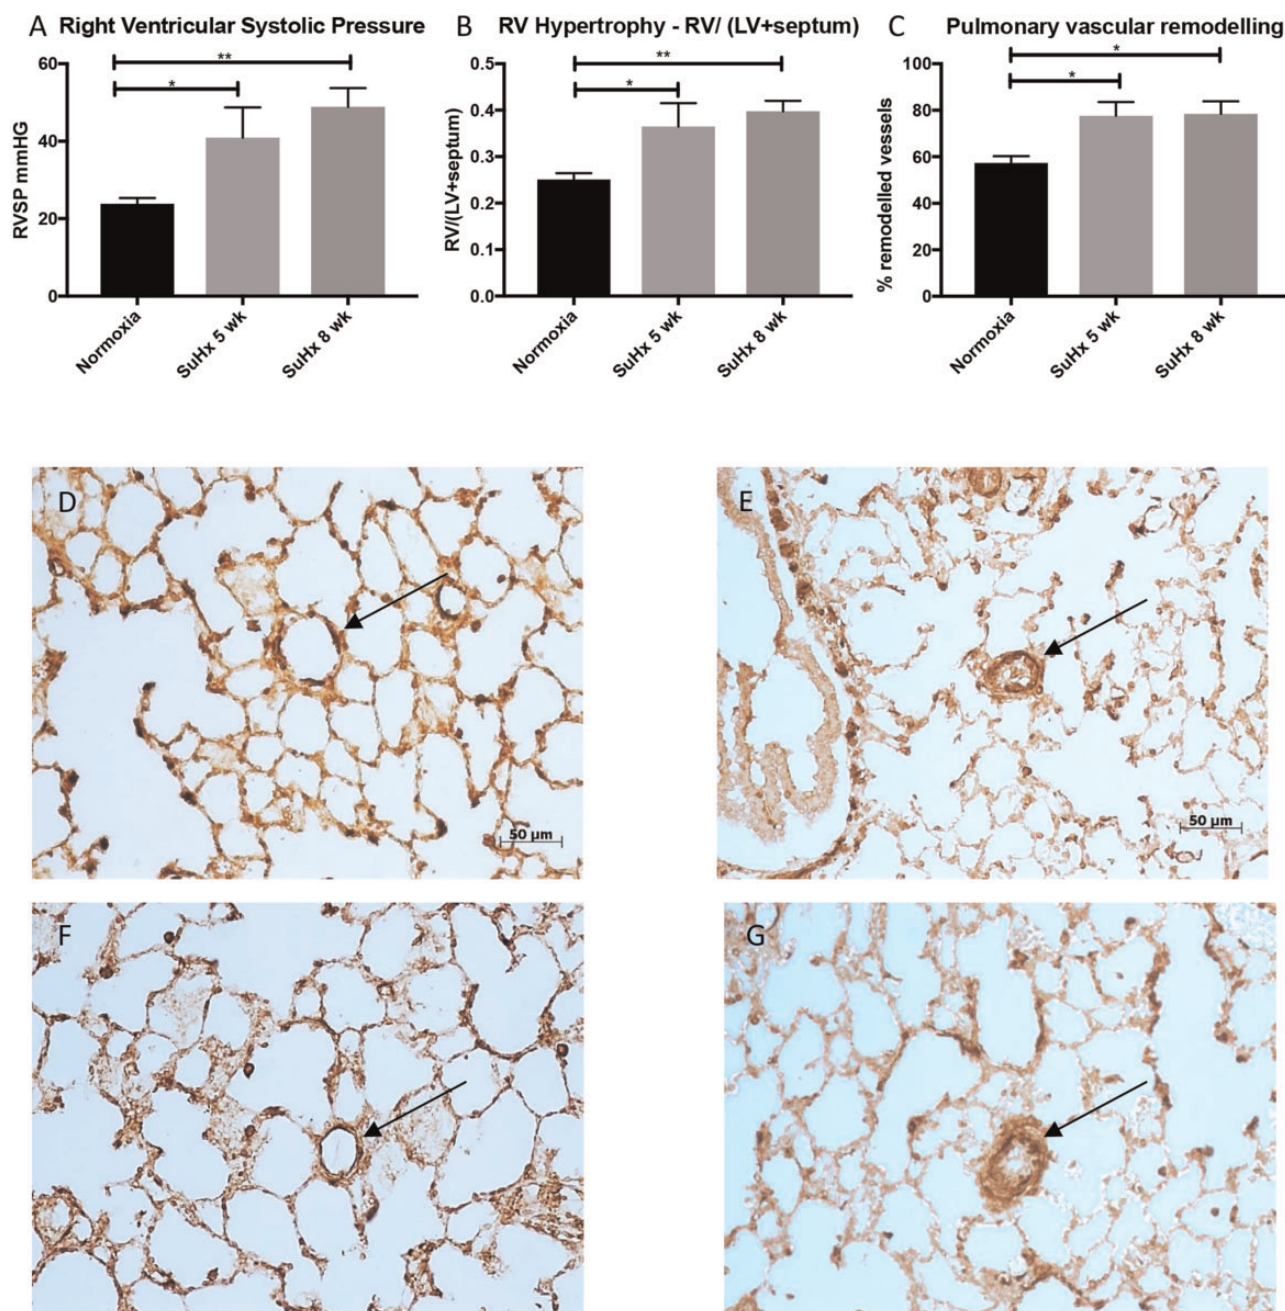 A Right Ventricular Systolic Pressure
RVSP mmHG
60
40
20
0
**
*
Normoxia
SuHx 5 wk
SuHx 8 wk
B RV Hypertrophy - RV/ (LV+septum)
RV/(LV+septum)
0.5
0.4
0.3
0.2
0.1
0.0
**
*
Normoxia
SuHx 5 wk
SuHx 8 wk
C Pulmonary vascular remodelling
% remodelled vessels
100
80
60
40
20
0
*
*
Normoxia
SuHx 5 wk
SuHx 8 wk
D
50 µm
E
50 µm
F
G